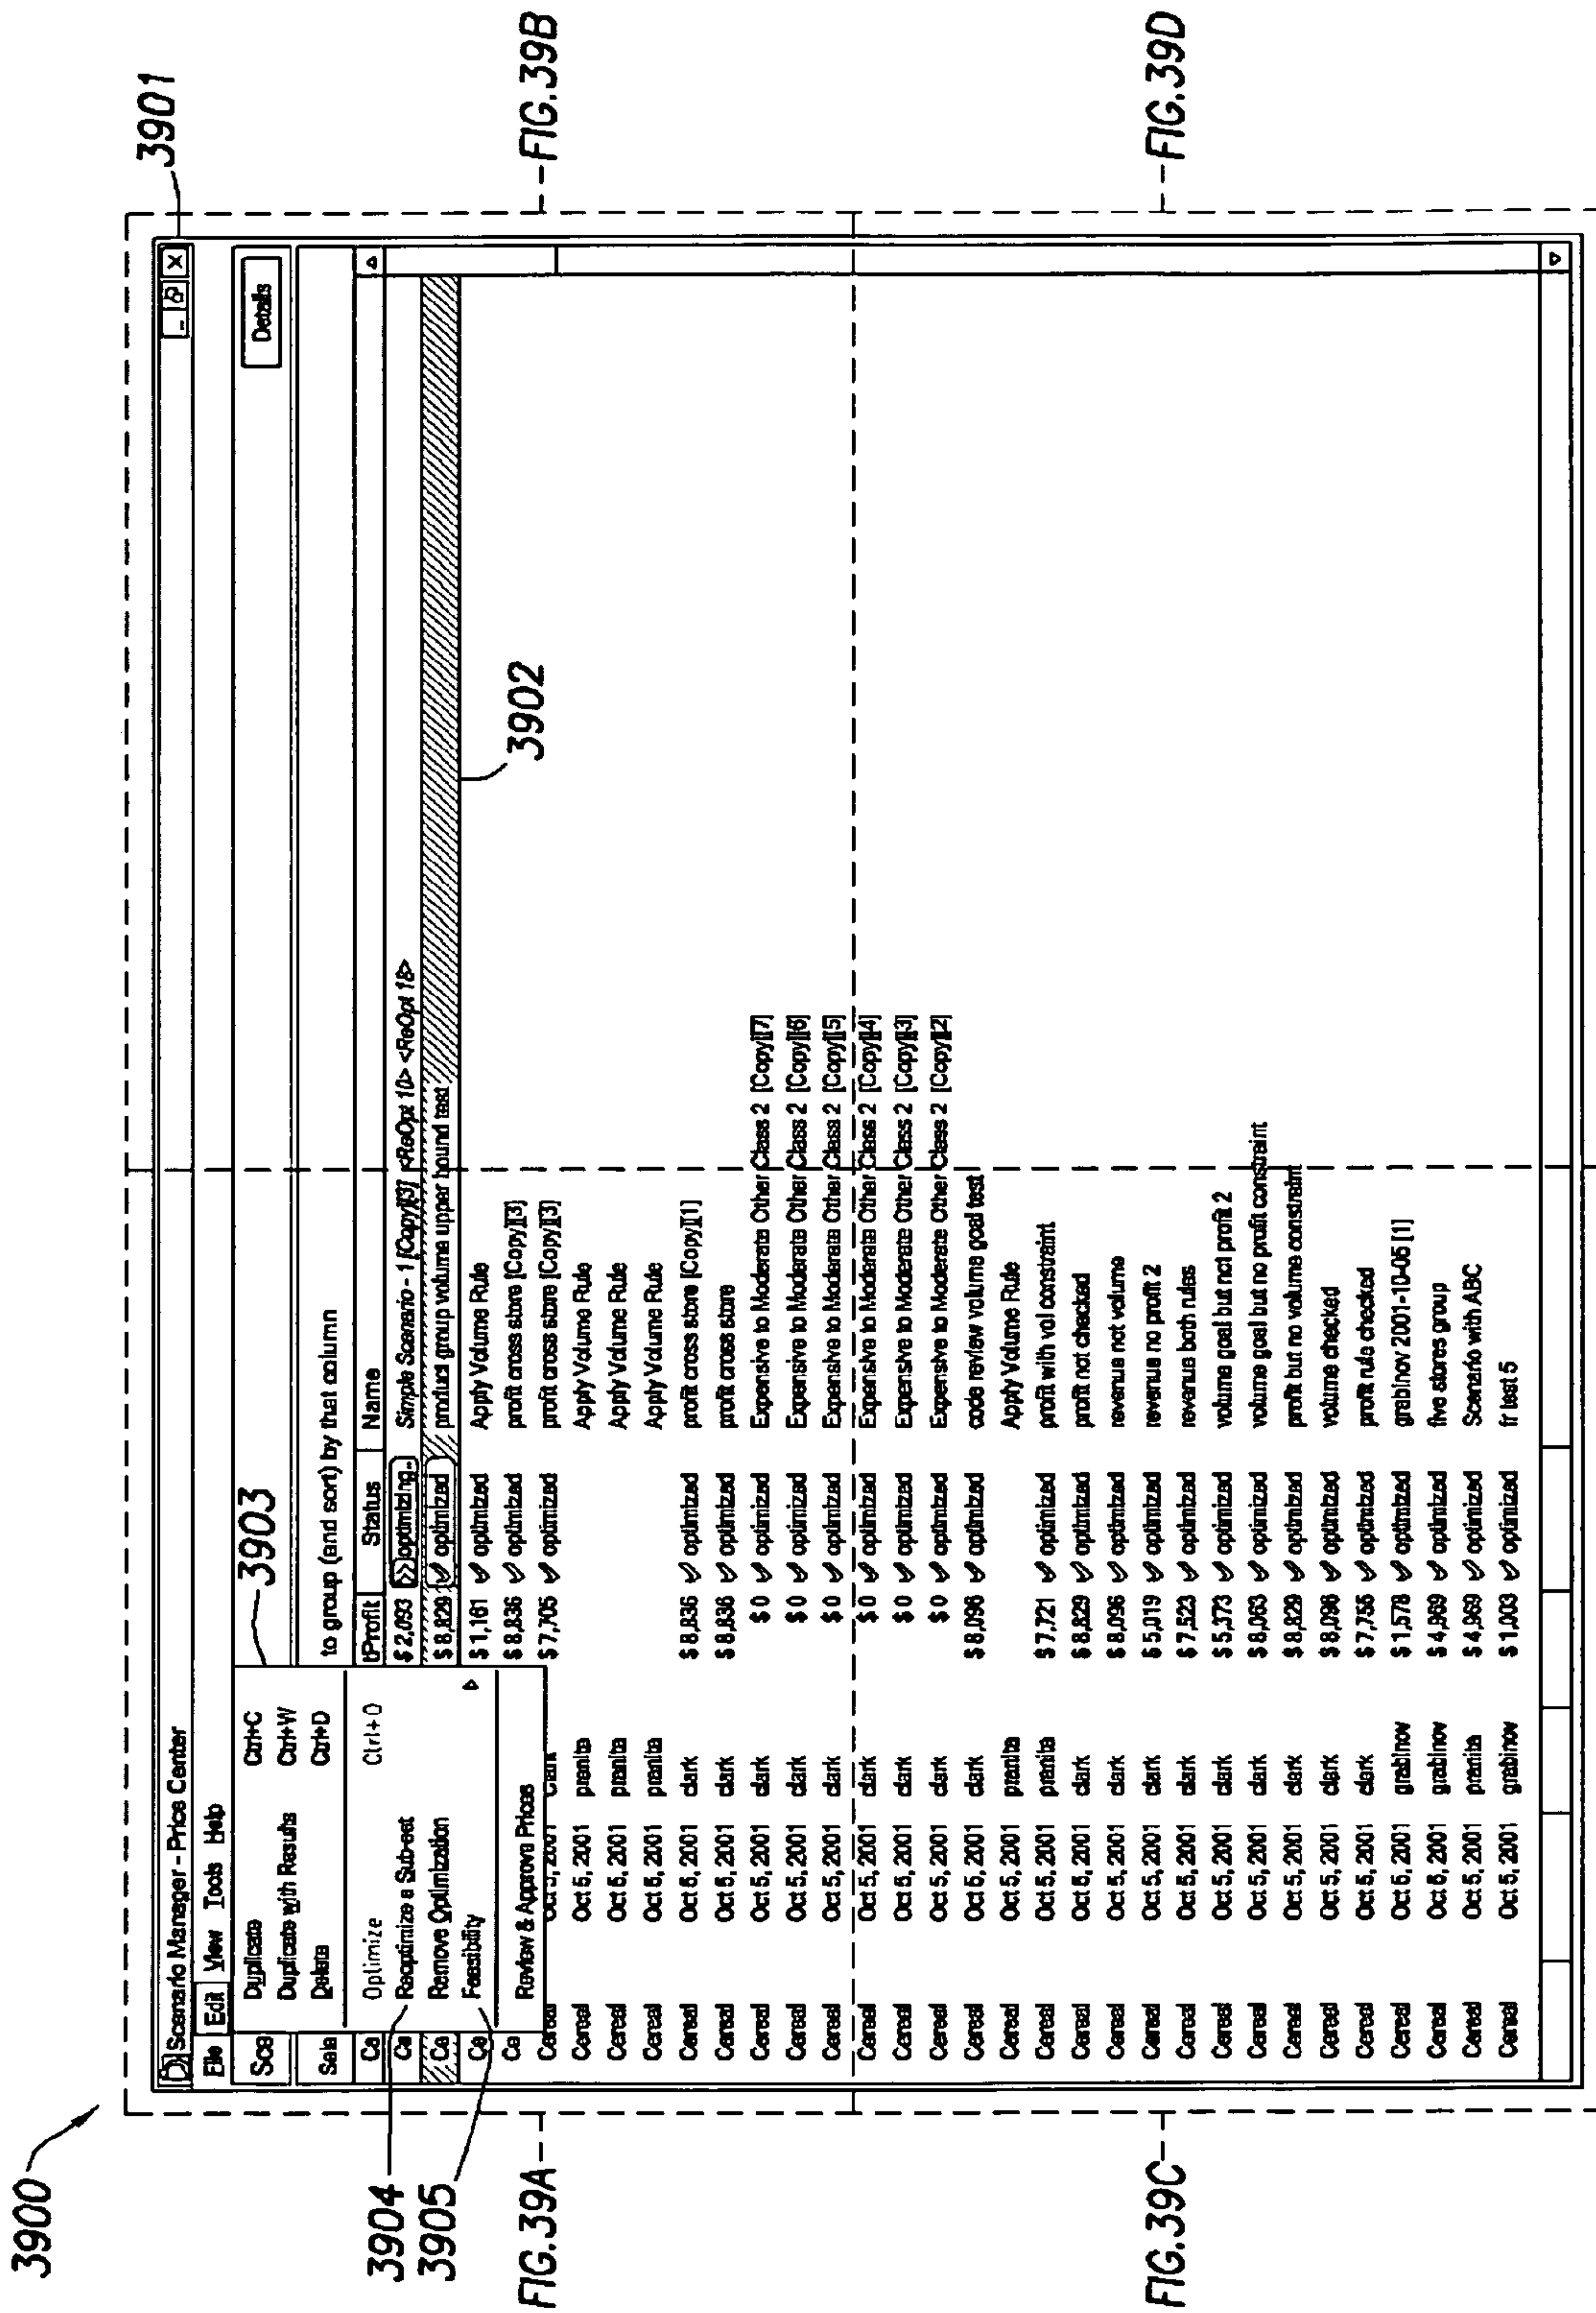 3900
3901
Scenario Manager - Price Center
File Edit View Tools Help
3903
Sce Details
Duplicate Ctrl+C
Duplicate with Results Ctrl+W
Delete Ctrl+D
Sele to group (and sort) by that column
Optimize Ctrl+O
Reoptimize a Sub-set
Remove Optimization
Feasibility
Review & Approve Prices
3904
3905
3902
Ca tProfit Status Name
Ca $ 2,093 optimizing.. Simple Scenario - 1 [Copy][3] <ReOpt 10> <ReOpt 18>
Ca $ 8,829 ✓ optimized product group volume upper bound test
Ca $ 1,161 ✓ optimized Apply Volume Rule
Ca $ 8,836 ✓ optimized profit cross store [Copy][3]
Cereal Oct 5, 2001 clark $ 7,705 ✓ optimized profit cross store [Copy][3]
Cereal Oct 5, 2001 pranita Apply Volume Rule
Cereal Oct 5, 2001 pranita Apply Volume Rule
Cereal Oct 5, 2001 pranita Apply Volume Rule
Cereal Oct 5, 2001 clark $ 8,836 ✓ optimized profit cross store [Copy][1]
Cereal Oct 5, 2001 clark $ 8,836 ✓ optimized profit cross store
Cereal Oct 5, 2001 clark $ 0 ✓ optimized Expensive to Moderate Other Class 2 [Copy][7]
Cereal Oct 5, 2001 clark $ 0 ✓ optimized Expensive to Moderate Other Class 2 [Copy][6]
Cereal Oct 5, 2001 clark $ 0 ✓ optimized Expensive to Moderate Other Class 2 [Copy][5]
Cereal Oct 5, 2001 clark $ 0 ✓ optimized Expensive to Moderate Other Class 2 [Copy][4]
Cereal Oct 5, 2001 clark $ 0 ✓ optimized Expensive to Moderate Other Class 2 [Copy][3]
Cereal Oct 5, 2001 clark $ 0 ✓ optimized Expensive to Moderate Other Class 2 [Copy][2]
Cereal Oct 5, 2001 clark $ 8,096 ✓ optimized code review volume goal test
Cereal Oct 5, 2001 pranita Apply Volume Rule
Cereal Oct 5, 2001 pranita $ 7,721 ✓ optimized profit with vol constraint
Cereal Oct 5, 2001 clark $ 8,829 ✓ optimized profit not checked
Cereal Oct 5, 2001 clark $ 8,096 ✓ optimized revenue not volume
Cereal Oct 5, 2001 clark $ 5,019 ✓ optimized revenue no profit 2
Cereal Oct 5, 2001 clark $ 7,523 ✓ optimized revenue both rules
Cereal Oct 5, 2001 clark $ 5,373 ✓ optimized volume goal but not profit 2
Cereal Oct 5, 2001 clark $ 8,063 ✓ optimized volume goal but no profit constraint
Cereal Oct 5, 2001 clark $ 8,829 ✓ optimized profit but no volume constraint
Cereal Oct 5, 2001 clark $ 8,096 ✓ optimized volume checked
Cereal Oct 5, 2001 clark $ 7,755 ✓ optimized profit rule checked
Cereal Oct 5, 2001 grabinov $ 1,578 ✓ optimized grabinov 2001-10-05 [1]
Cereal Oct 5, 2001 grabinov $ 4,969 ✓ optimized five stores group
Cereal Oct 5, 2001 pranita $ 4,969 ✓ optimized Scenario with ABC
Cereal Oct 5, 2001 grabinov $ 1,003 ✓ optimized fr test 5
FIG.39A
FIG.39B
FIG.39C
FIG.39D